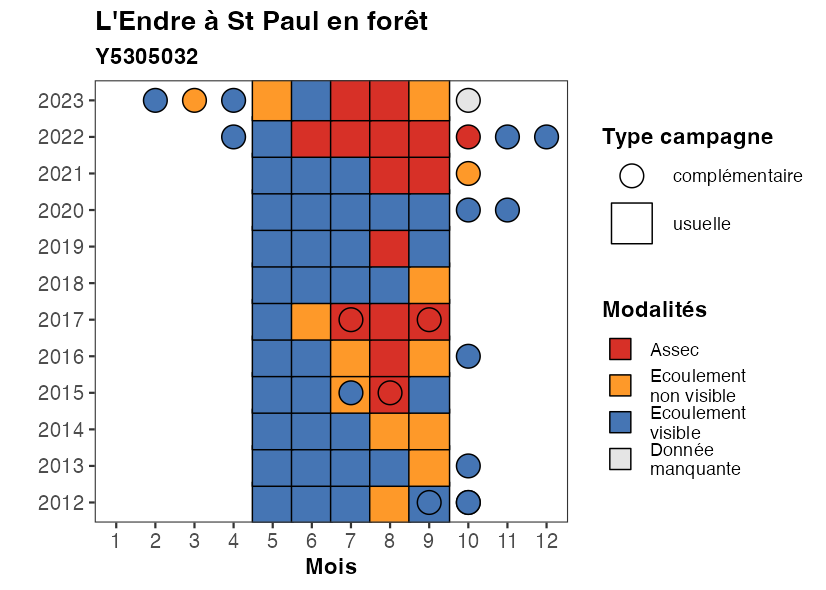 L'Endre à St Paul en forêt
Y5305032
2023
2022
2021
2020
2019
2018
2017
2016
2015
2014
2013
2012
1 2 3 4 5 6 7 8 9 10 11 12
Mois
Type campagne
complémentaire
usuelle
Modalités
Assec
Ecoulement
non visible
Ecoulement
visible
Donnée
manquante